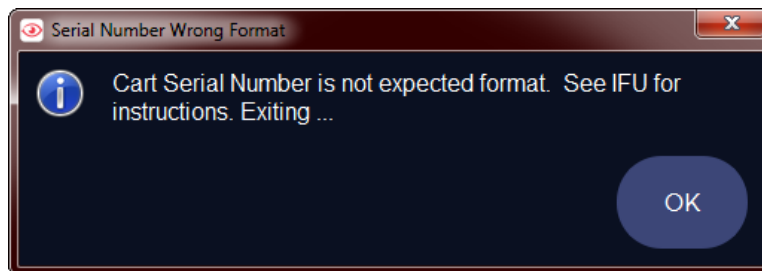 Serial Number Wrong Format
Cart Serial Number is not expected format.  See IFU for
instructions. Exiting ...
OK